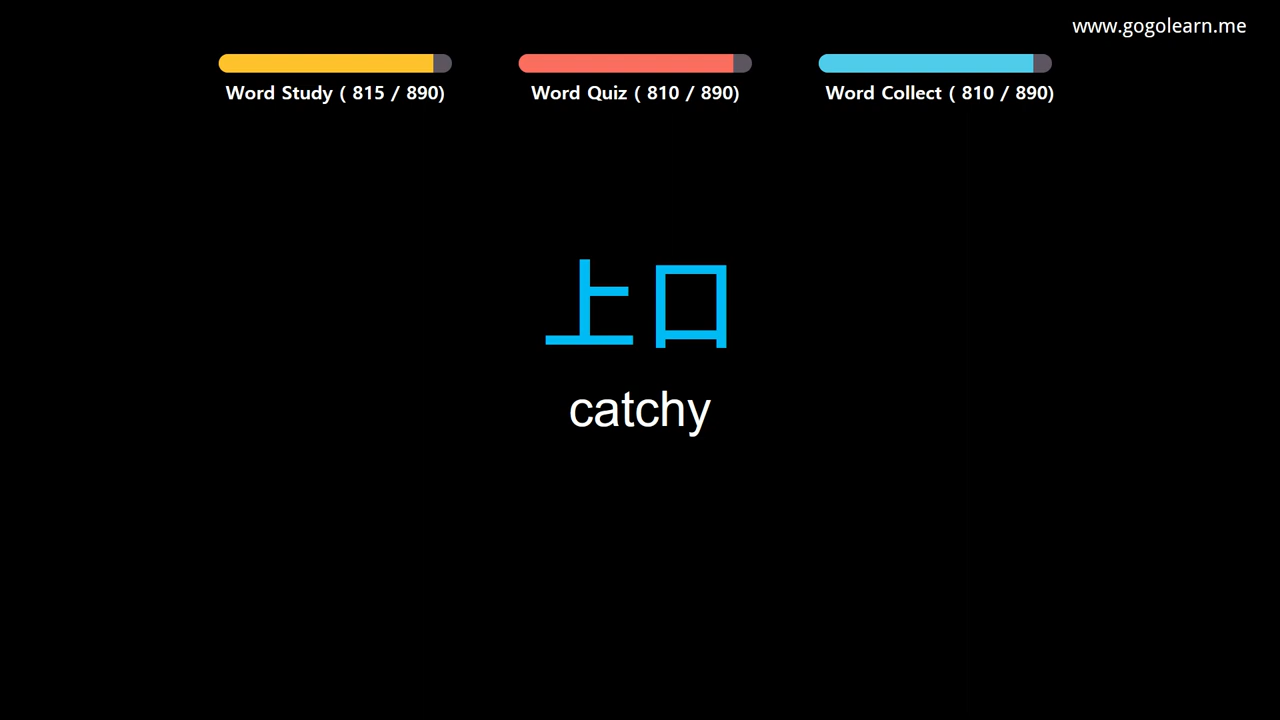 www.gogolearn.me
Word Study ( 815 / 890)
Word Quiz ( 810 / 890)
Word Collect ( 810 / 890)
上口
catchy